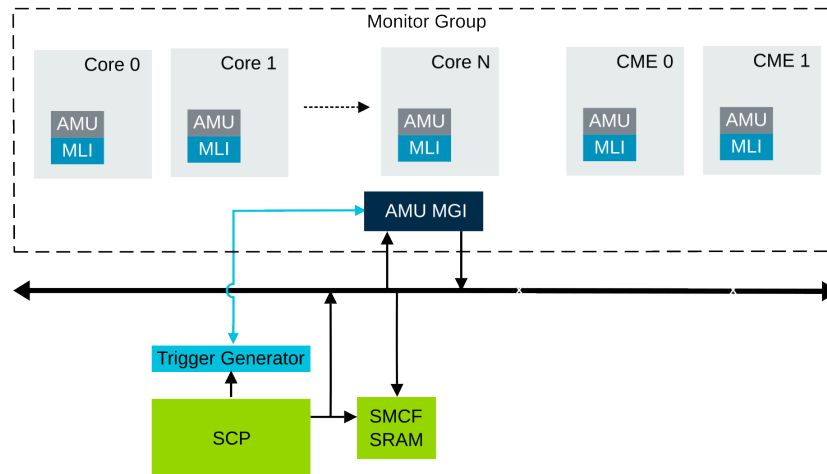 Monitor Group
Core 0
Core 1
Core N
CME 0
CME 1
AMU
MLI
AMU
MLI
AMU
MLI
AMU
MLI
AMU
MLI
AMU MGI
Trigger Generator
SCP
SMCF
SRAM